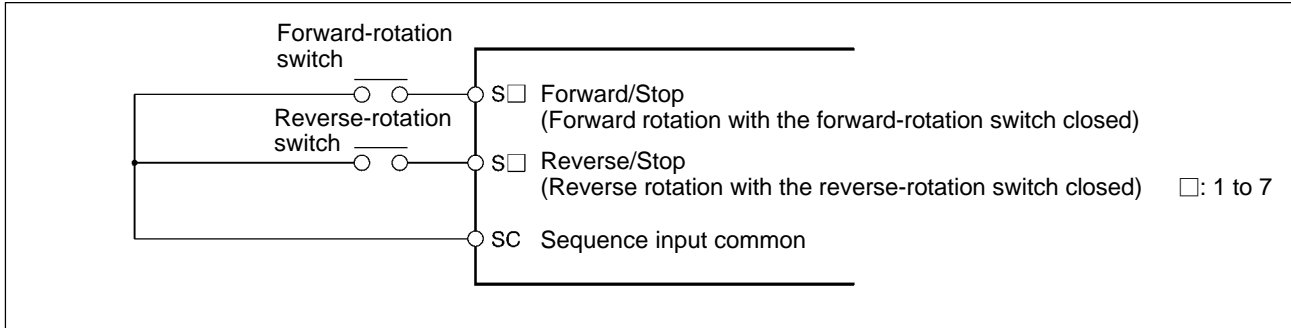 Forward-rotation
switch
S□ Forward/Stop
(Forward rotation with the forward-rotation switch closed)
Reverse-rotation
switch
S□ Reverse/Stop
(Reverse rotation with the reverse-rotation switch closed) □: 1 to 7
SC Sequence input common